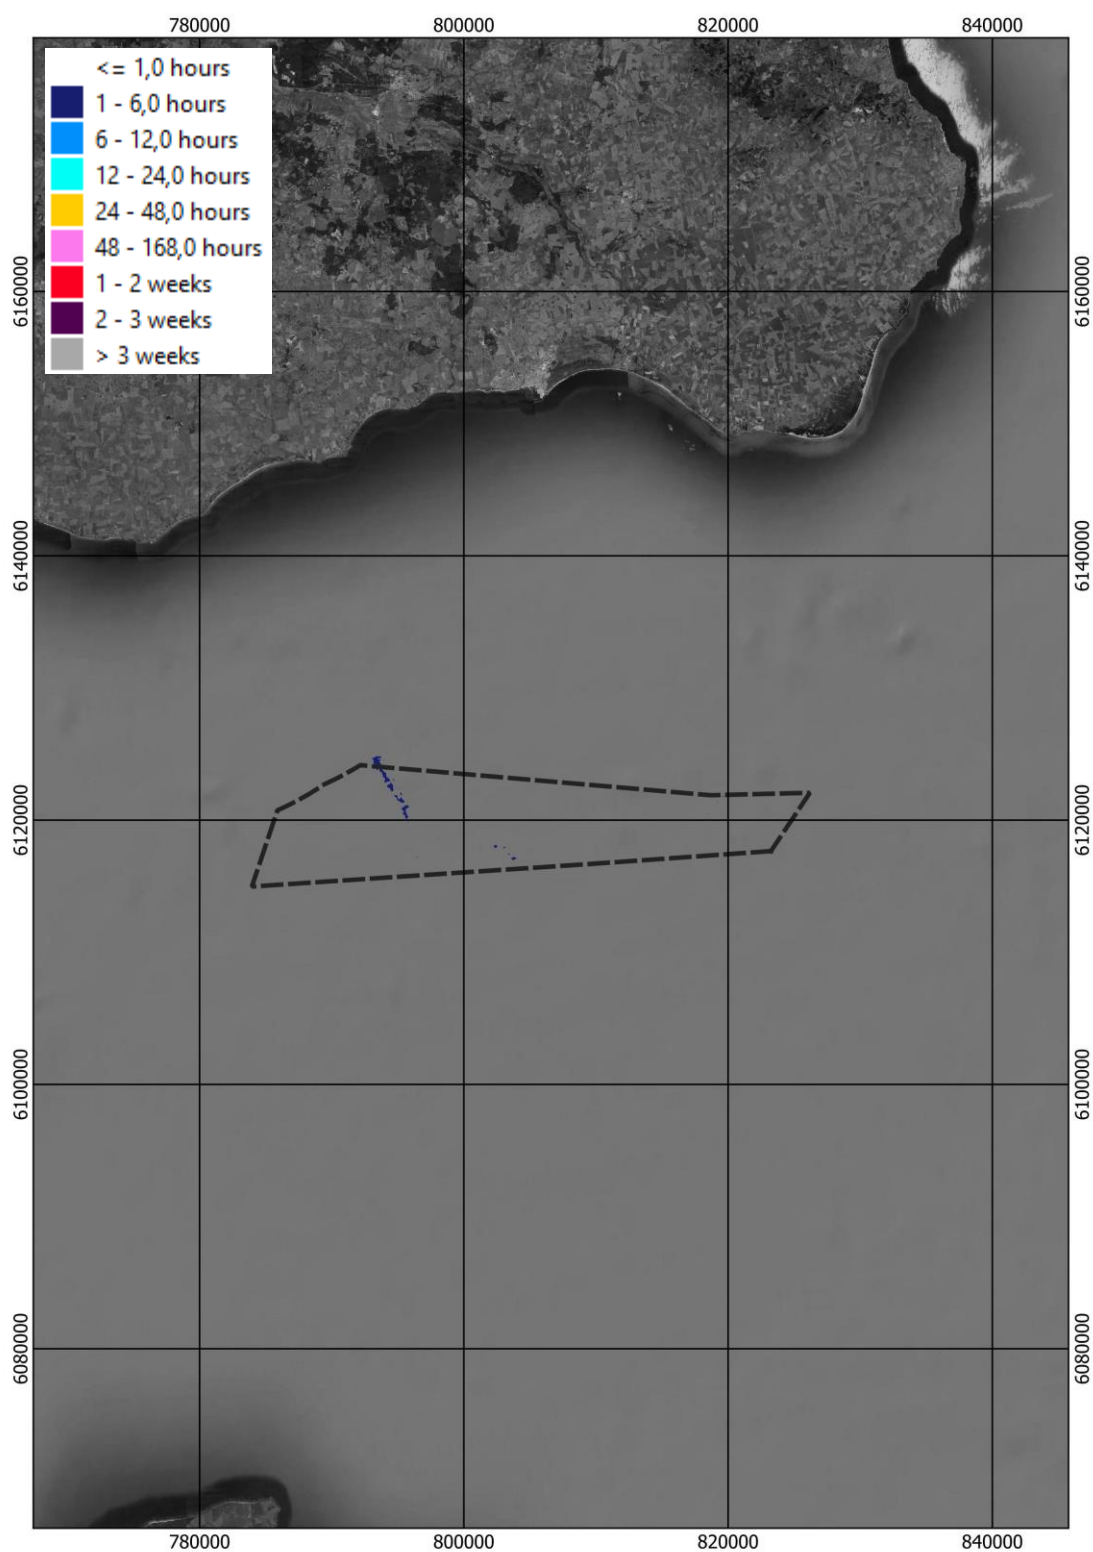 780000 800000 820000 840000
<= 1,0 hours
1 - 6,0 hours
6 - 12,0 hours
12 - 24,0 hours
24 - 48,0 hours
48 - 168,0 hours
1 - 2 weeks
2 - 3 weeks
> 3 weeks
6160000 6160000
6140000 6140000
6120000 6120000
6100000 6100000
6080000 6080000
780000 800000 820000 840000